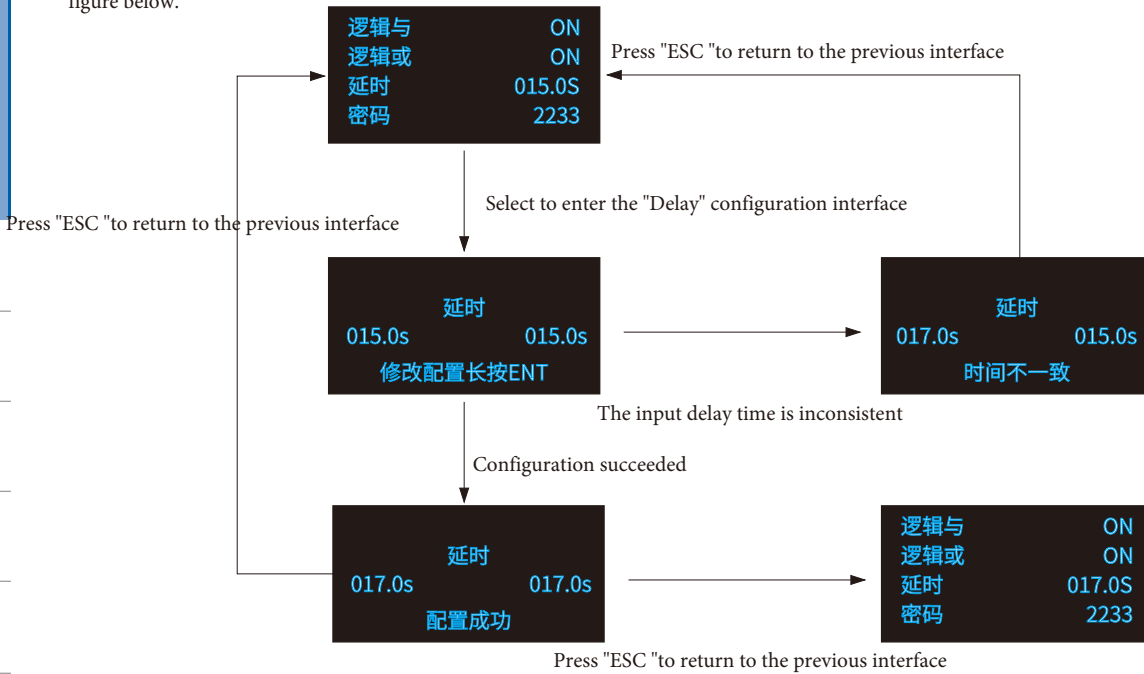 figure below.
逻辑与 ON
逻辑或 ON
延时 015.0S
密码 2233
Press "ESC "to return to the previous interface
Select to enter the "Delay" configuration interface
Press "ESC "to return to the previous interface
延时
015.0s 015.0s
修改配置长按ENT
延时
017.0s 015.0s
时间不一致
The input delay time is inconsistent
Configuration succeeded
延时
017.0s 017.0s
配置成功
逻辑与 ON
逻辑或 ON
延时 017.0S
密码 2233
Press "ESC "to return to the previous interface